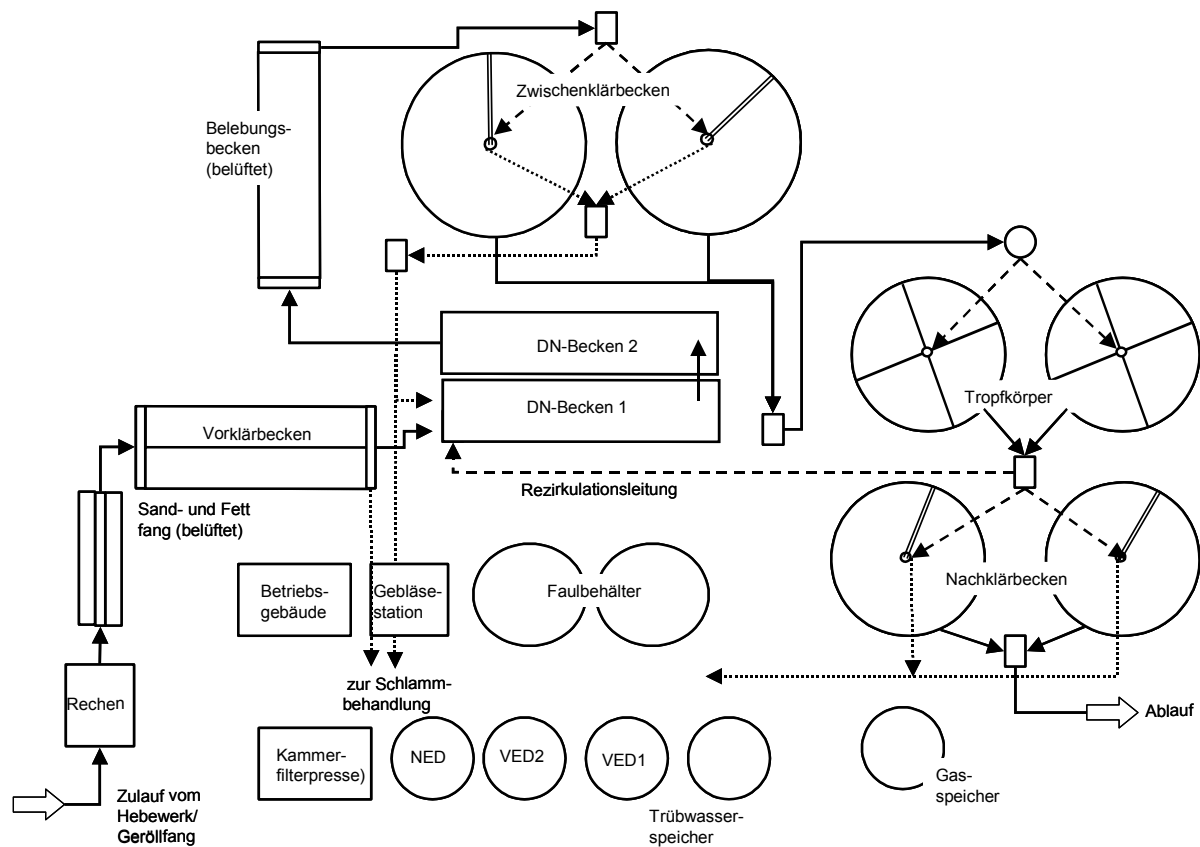 Zwischenklärbecken
Belebungs-
becken
(belüftet)
DN-Becken 2
DN-Becken 1
Tropfkörper
Vorklärbecken
Rezirkulationsleitung
Sand- und Fett
fang (belüftet)
Betriebs-
gebäude
Gebläse-
station
Faulbehälter
Nachklärbecken
zur Schlamm-
behandlung
Rechen
Ablauf
Kammer-
filterpresse)
NED
VED2
VED1
Gas-
speicher
Zulauf vom
Hebewerk/
Geröllfang
Trübwasser-
speicher